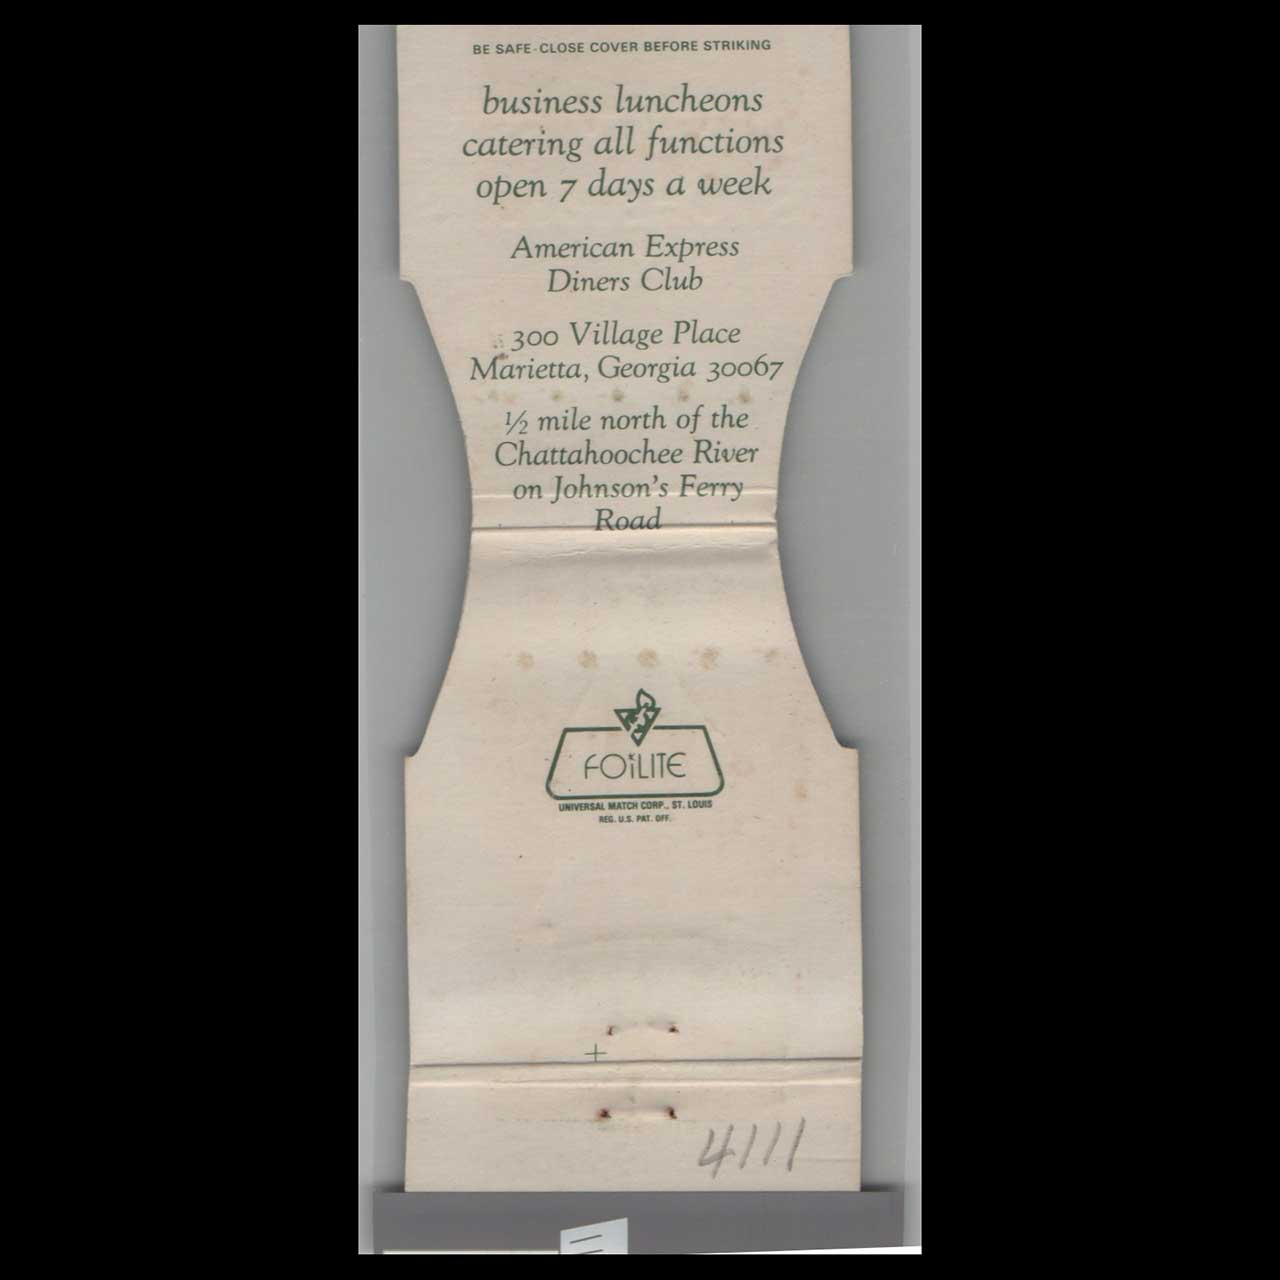 BE SAFE-CLOSE COVER BEFORE STRIKING
business luncheons
catering all functions
open 7 days a week
American Express
Diners Club
300 Village Place
Marietta, Georgia 30067
½ mile north of the
Chattahoochee River
on Johnson's Ferry
Road
FOiLITE
UNIVERSAL MATCH CORP., ST. LOUIS
REG. U.S. PAT. OFF.
4111